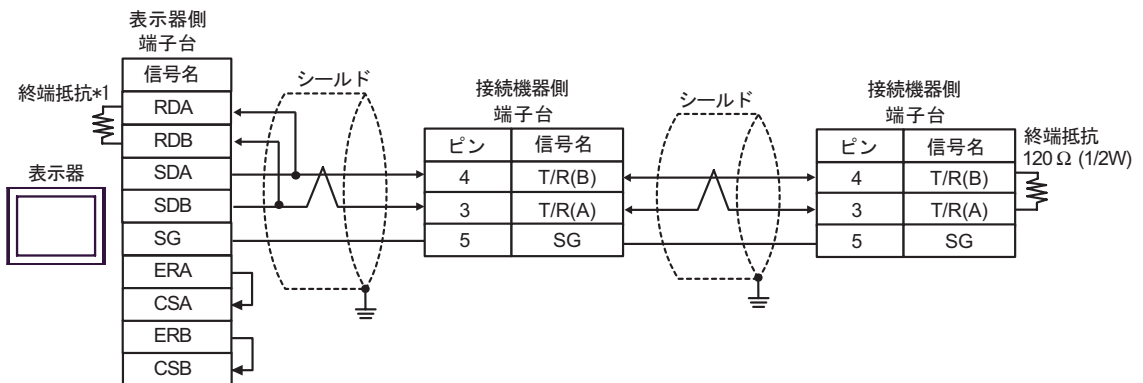 表示器側
端子台
信号名
終端抵抗*1
RDA
RDB
表示器
SDA
SDB
SG
ERA
CSA
ERB
CSB
シールド
接続機器側
端子台
ピン 信号名
4 T/R(B)
3 T/R(A)
5 SG
シールド
接続機器側
端子台
ピン 信号名
4 T/R(B)
3 T/R(A)
5 SG
終端抵抗
120 Ω (1/2W)